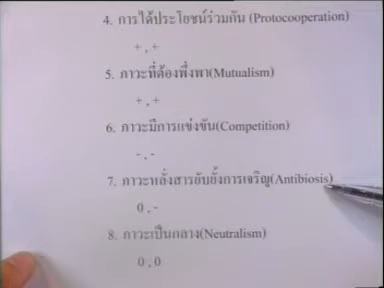 4. การได้ประโยชน์ร่วมกัน (Protocooperation)
+ , +
5. ภาวะที่ต้องพึ่งพา(Mutualism)
+ , +
6. ภาวะมีการแข่งขัน(Competition)
- , -
7. ภาวะหลั่งสารยับยั้งการเจริญ(Antibiosis)
0 , -
8. ภาวะเป็นกลาง(Neutralism)
0 , 0